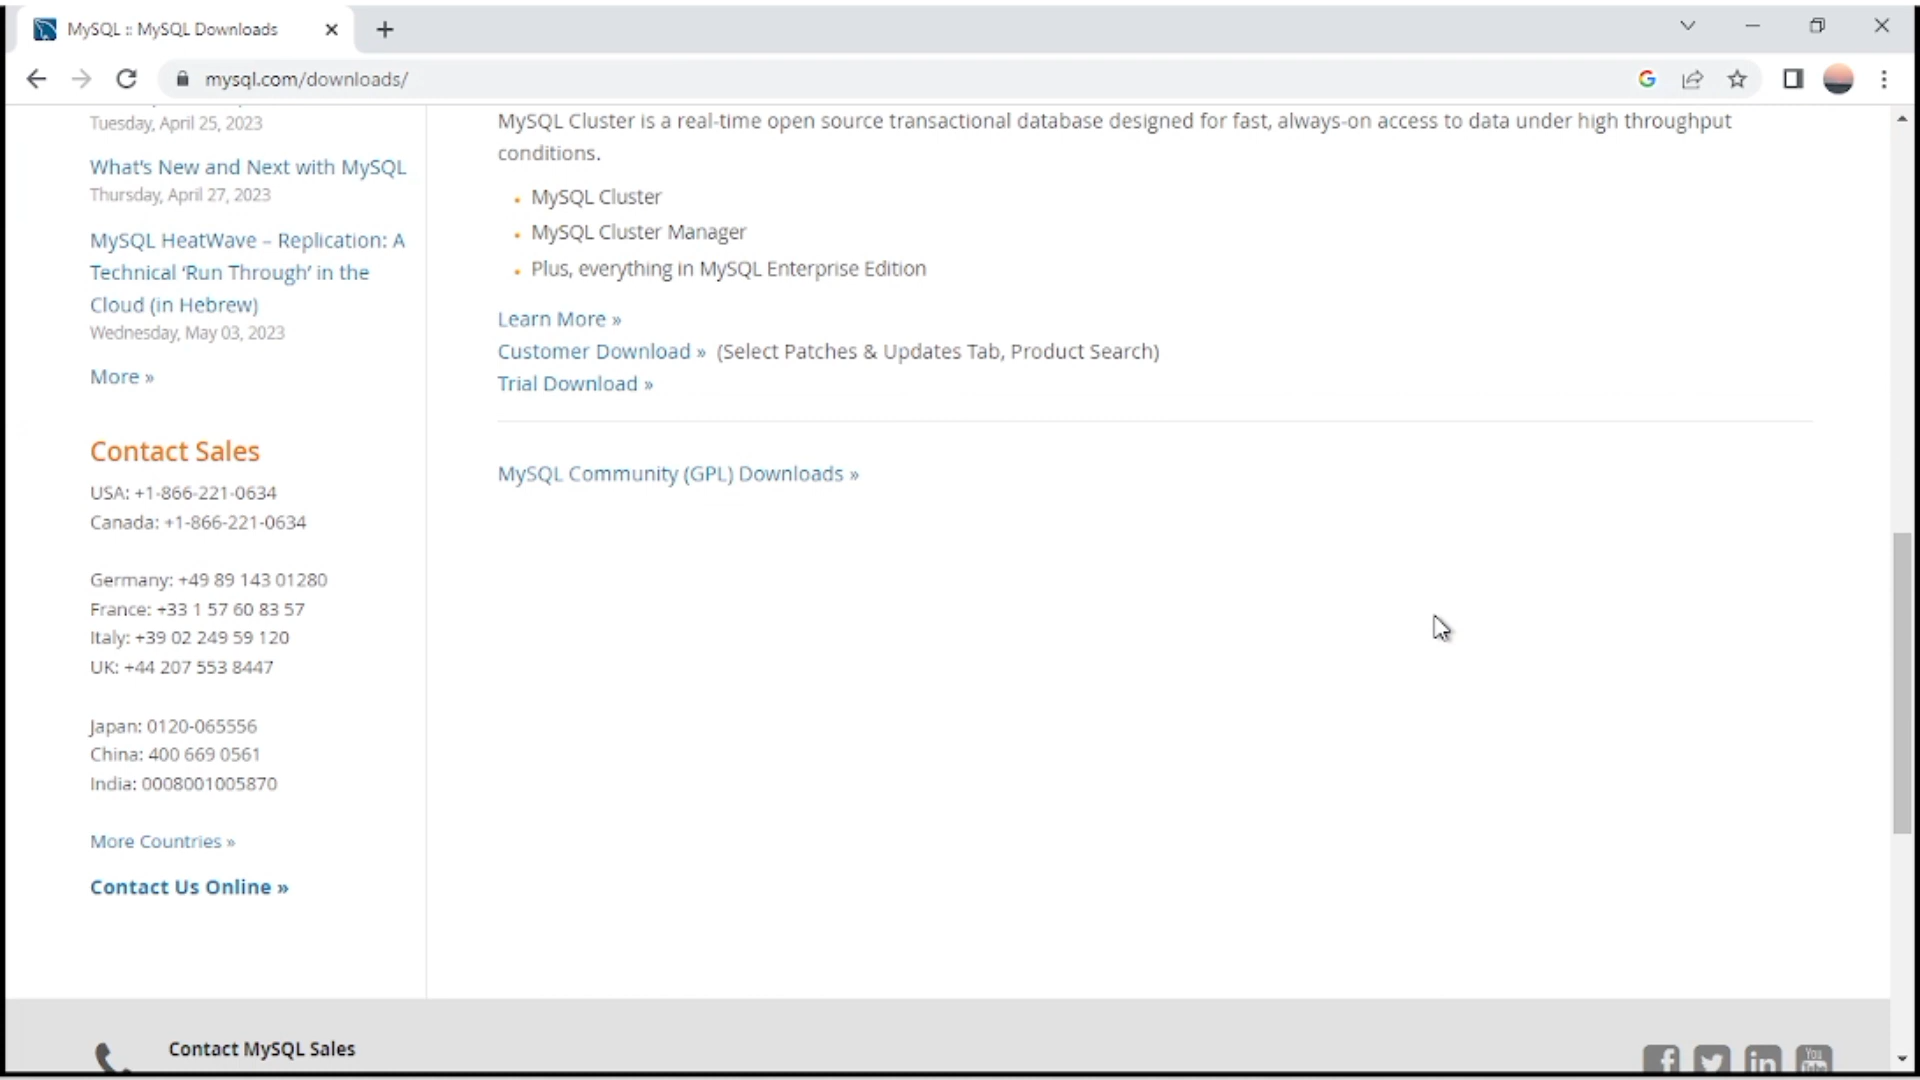 MySQL :: MySQL Downloads
mysql.com/downloads/
Tuesday, April 25, 2023
What's New and Next with MySQL
Thursday, April 27, 2023
MySQL HeatWave – Replication: A
Technical ‘Run Through’ in the
Cloud (in Hebrew)
Wednesday, May 03, 2023
More »
Contact Sales
USA: +1-866-221-0634
Canada: +1-866-221-0634
Germany: +49 89 143 01280
France: +33 1 57 60 83 57
Italy: +39 02 249 59 120
UK: +44 207 553 8447
Japan: 0120-065556
China: 400 669 0561
India: 0008001005870
More Countries »
Contact Us Online »
MySQL Cluster is a real-time open source transactional database designed for fast, always-on access to data under high throughput
conditions.
MySQL Cluster
MySQL Cluster Manager
Plus, everything in MySQL Enterprise Edition
Learn More »
Customer Download » (Select Patches & Updates Tab, Product Search)
Trial Download »
MySQL Community (GPL) Downloads »
Contact MySQL Sales
You